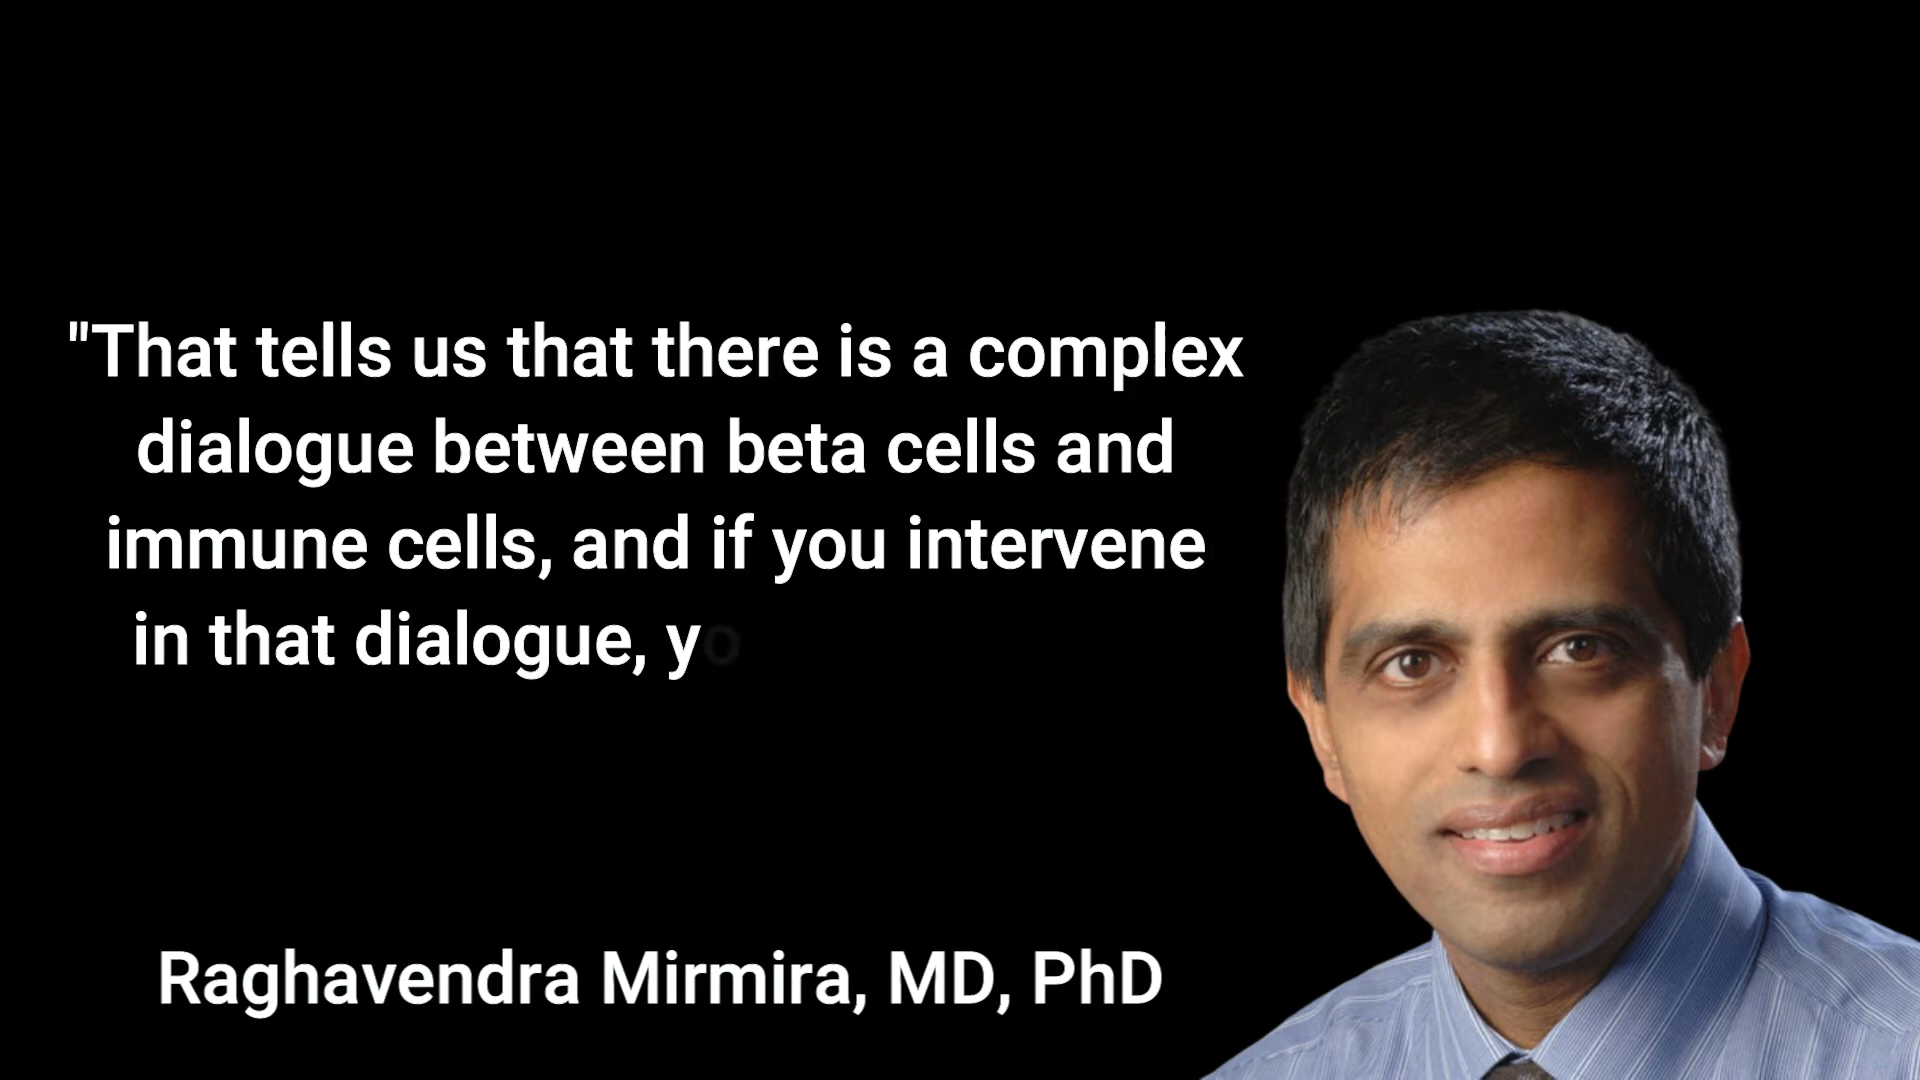 "That tells us that there is a complex
dialogue between beta cells and
immune cells, and if you intervene
in that dialogue, yo
Raghavendra Mirmira, MD, PhD